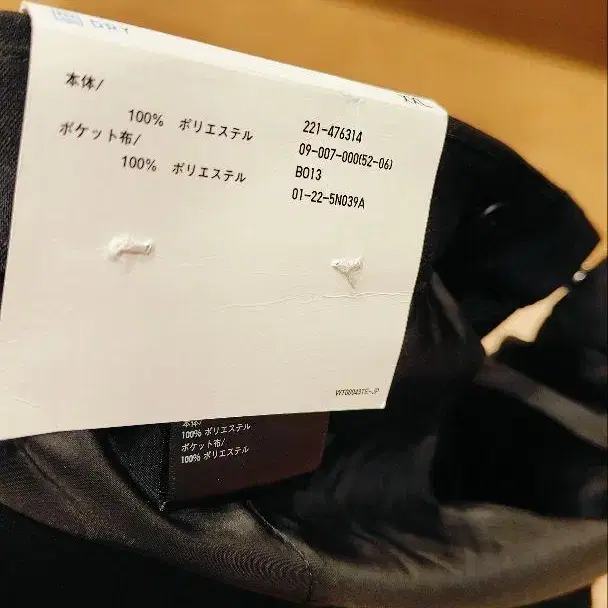 DRY
本体/
100% ポリエステル
ポケット布/
100% ポリエステル
221-476314
09-007-000(52-06)
BO13
01-22-5N039A
本体/
100% ポリエステル
ポケット布/
100% ポリエステル